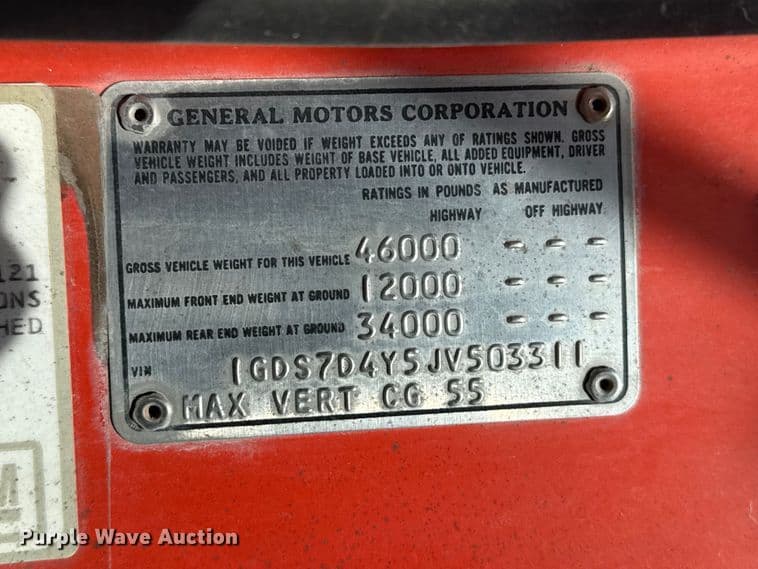 GENERAL MOTORS CORPORATION
WARRANTY MAY BE VOIDED IF WEIGHT EXCEEDS ANY OF RATINGS SHOWN. GROSS
VEHICLE WEIGHT INCLUDES WEIGHT OF BASE VEHICLE, ALL ADDED EQUIPMENT, DRIVER
AND PASSENGERS, AND ALL PROPERTY LOADED INTO OR ONTO VEHICLE.
RATINGS IN POUNDS AS MANUFACTURED
HIGHWAY OFF HIGHWAY
GROSS VEHICLE WEIGHT FOR THIS VEHICLE 46000 - - -
MAXIMUM FRONT END WEIGHT AT GROUND 12000 - - -
MAXIMUM REAR END WEIGHT AT GROUND 34000 - - -
VIN 1GDS7D4Y5JV503311
MAX VERT CG 55
121
ONS
HED
M
Purple Wave Auction